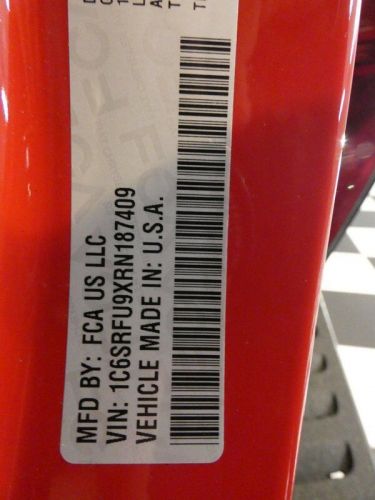 MFD BY: FCA US LLC
VIN: 1C6SRFU9XRN187409
VEHICLE MADE IN: U.S.A.